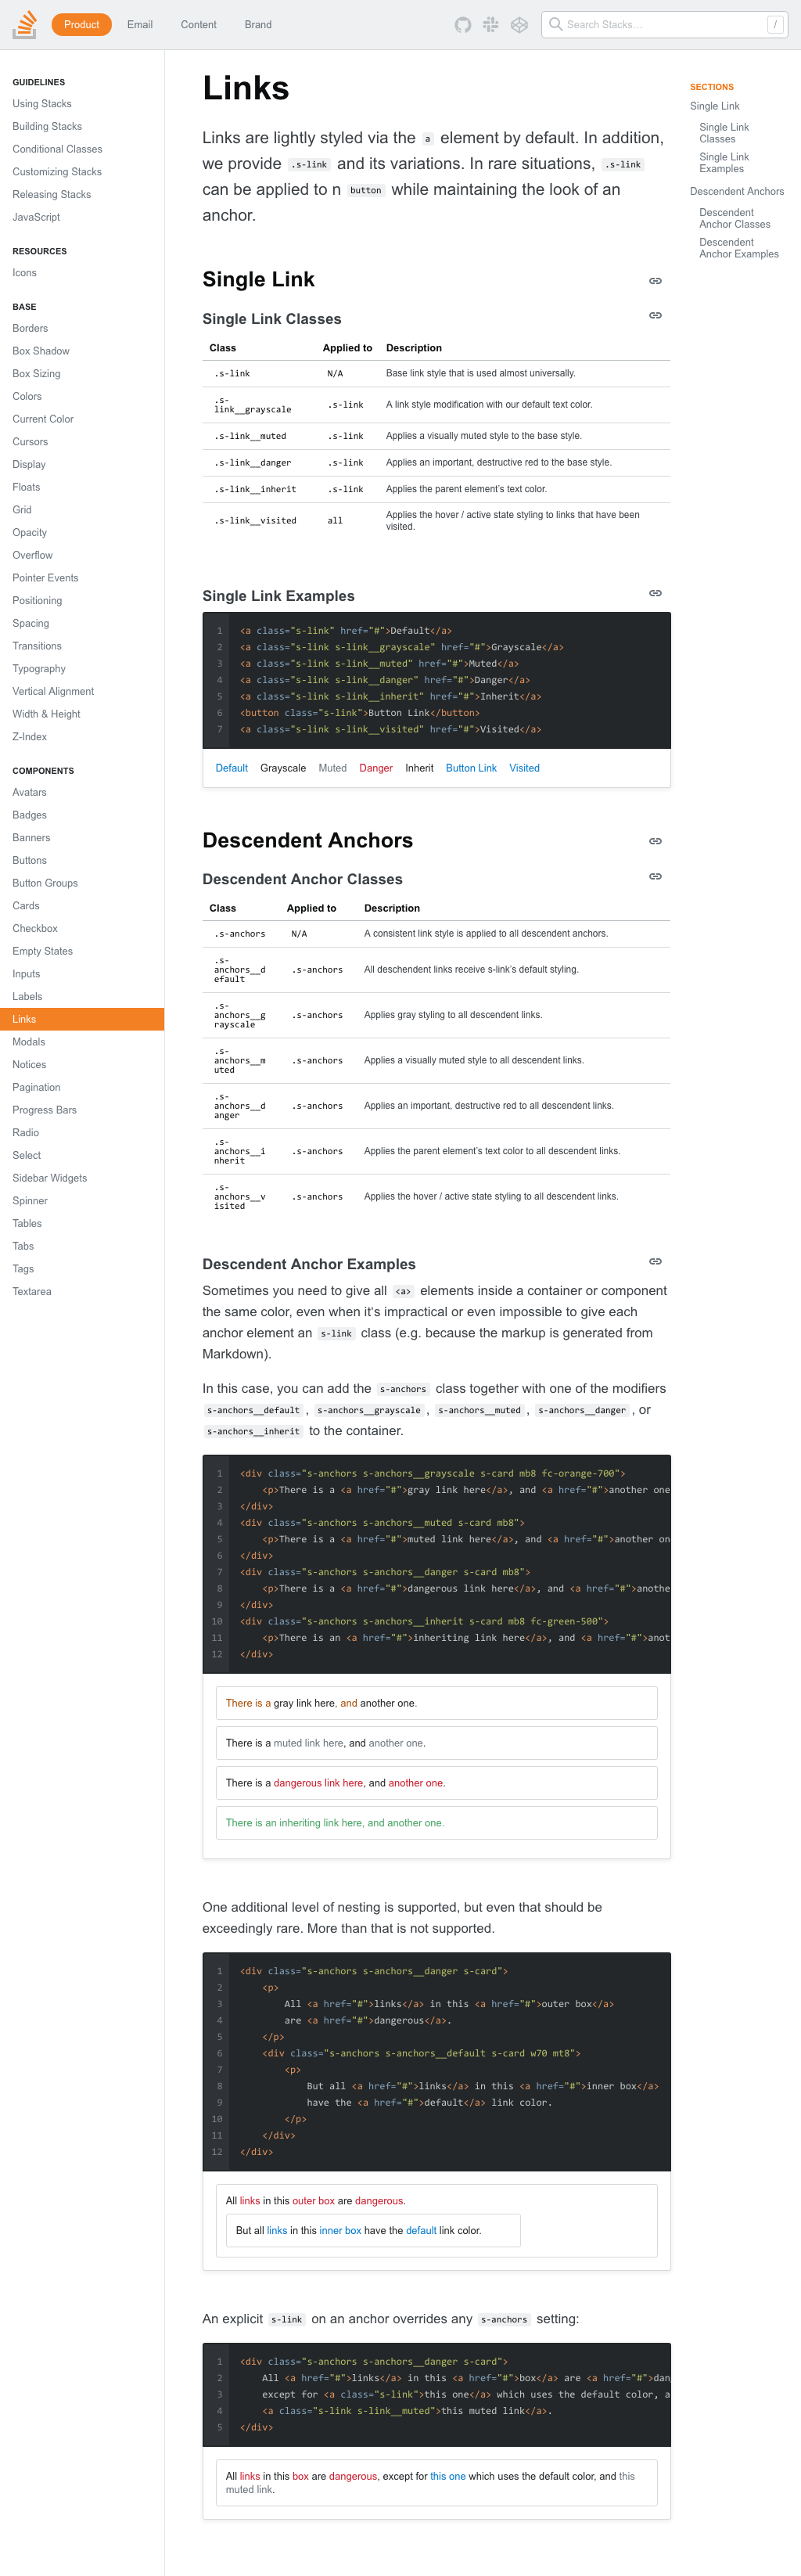 Product
Email
Content
Brand
Search Stacks…
/
GUIDELINES
Using Stacks
Building Stacks
Conditional Classes
Customizing Stacks
Releasing Stacks
JavaScript
RESOURCES
Icons
BASE
Borders
Box Shadow
Box Sizing
Colors
Current Color
Cursors
Display
Floats
Grid
Opacity
Overflow
Pointer Events
Positioning
Spacing
Transitions
Typography
Vertical Alignment
Width & Height
Z-Index
COMPONENTS
Avatars
Badges
Banners
Buttons
Button Groups
Cards
Checkbox
Empty States
Inputs
Labels
Links
Modals
Notices
Pagination
Progress Bars
Radio
Select
Sidebar Widgets
Spinner
Tables
Tabs
Tags
Textarea
Links
Links are lightly styled via the a element by default. In addition,
we provide .s-link and its variations. In rare situations, .s-link
can be applied to n button while maintaining the look of an
anchor.
Single Link
Single Link Classes
Class Applied to Description
.s-link N/A Base link style that is used almost universally.
.s-
link__grayscale .s-link A link style modification with our default text color.
.s-link__muted .s-link Applies a visually muted style to the base style.
.s-link__danger .s-link Applies an important, destructive red to the base style.
.s-link__inherit .s-link Applies the parent element's text color.
.s-link__visited all Applies the hover / active state styling to links that have been
visited.
Single Link Examples
1 <a class="s-link" href="#">Default</a>
2 <a class="s-link s-link__grayscale" href="#">Grayscale</a>
3 <a class="s-link s-link__muted" href="#">Muted</a>
4 <a class="s-link s-link__danger" href="#">Danger</a>
5 <a class="s-link s-link__inherit" href="#">Inherit</a>
6 <button class="s-link">Button Link</button>
7 <a class="s-link s-link__visited" href="#">Visited</a>
Default Grayscale Muted Danger Inherit Button Link Visited
Descendent Anchors
Descendent Anchor Classes
Class Applied to Description
.s-anchors N/A A consistent link style is applied to all descendent anchors.
.s-
anchors__d
efault .s-anchors All deschendent links receive s-link's default styling.
.s-
anchors__g
rayscale .s-anchors Applies gray styling to all descendent links.
.s-
anchors__m
uted .s-anchors Applies a visually muted style to all descendent links.
.s-
anchors__d
anger .s-anchors Applies an important, destructive red to all descendent links.
.s-
anchors__i
nherit .s-anchors Applies the parent element's text color to all descendent links.
.s-
anchors__v
isited .s-anchors Applies the hover / active state styling to all descendent links.
Descendent Anchor Examples
Sometimes you need to give all <a> elements inside a container or component
the same color, even when it's impractical or even impossible to give each
anchor element an s-link class (e.g. because the markup is generated from
Markdown).
In this case, you can add the s-anchors class together with one of the modifiers
s-anchors__default , s-anchors__grayscale , s-anchors__muted , s-anchors__danger , or
s-anchors__inherit to the container.
1 <div class="s-anchors s-anchors__grayscale s-card mb8 fc-orange-700">
2 <p>There is a <a href="#">gray link here</a>, and <a href="#">another one
3 </div>
4 <div class="s-anchors s-anchors__muted s-card mb8">
5 <p>There is a <a href="#">muted link here</a>, and <a href="#">another on
6 </div>
7 <div class="s-anchors s-anchors__danger s-card mb8">
8 <p>There is a <a href="#">dangerous link here</a>, and <a href="#">anothe
9 </div>
10 <div class="s-anchors s-anchors__inherit s-card mb8 fc-green-500">
11 <p>There is an <a href="#">inheriting link here</a>, and <a href="#">anot
12 </div>
There is a gray link here, and another one.
There is a muted link here, and another one.
There is a dangerous link here, and another one.
There is an inheriting link here, and another one.
One additional level of nesting is supported, but even that should be
exceedingly rare. More than that is not supported.
1 <div class="s-anchors s-anchors__danger s-card">
2 <p>
3 All <a href="#">links</a> in this <a href="#">outer box</a>
4 are <a href="#">dangerous</a>.
5 </p>
6 <div class="s-anchors s-anchors__default s-card w70 mt8">
7 <p>
8 But all <a href="#">links</a> in this <a href="#">inner box</a>
9 have the <a href="#">default</a> link color.
10 </p>
11 </div>
12 </div>
All links in this outer box are dangerous.
But all links in this inner box have the default link color.
An explicit s-link on an anchor overrides any s-anchors setting:
1 <div class="s-anchors s-anchors__danger s-card">
2 All <a href="#">links</a> in this <a href="#">box</a> are <a href="#">dan
3 except for <a class="s-link">this one</a> which uses the default color, a
4 <a class="s-link s-link__muted">this muted link</a>.
5 </div>
All links in this box are dangerous, except for this one which uses the default color, and this
muted link.
SECTIONS
Single Link
Single Link
Classes
Single Link
Examples
Descendent Anchors
Descendent
Anchor Classes
Descendent
Anchor Examples